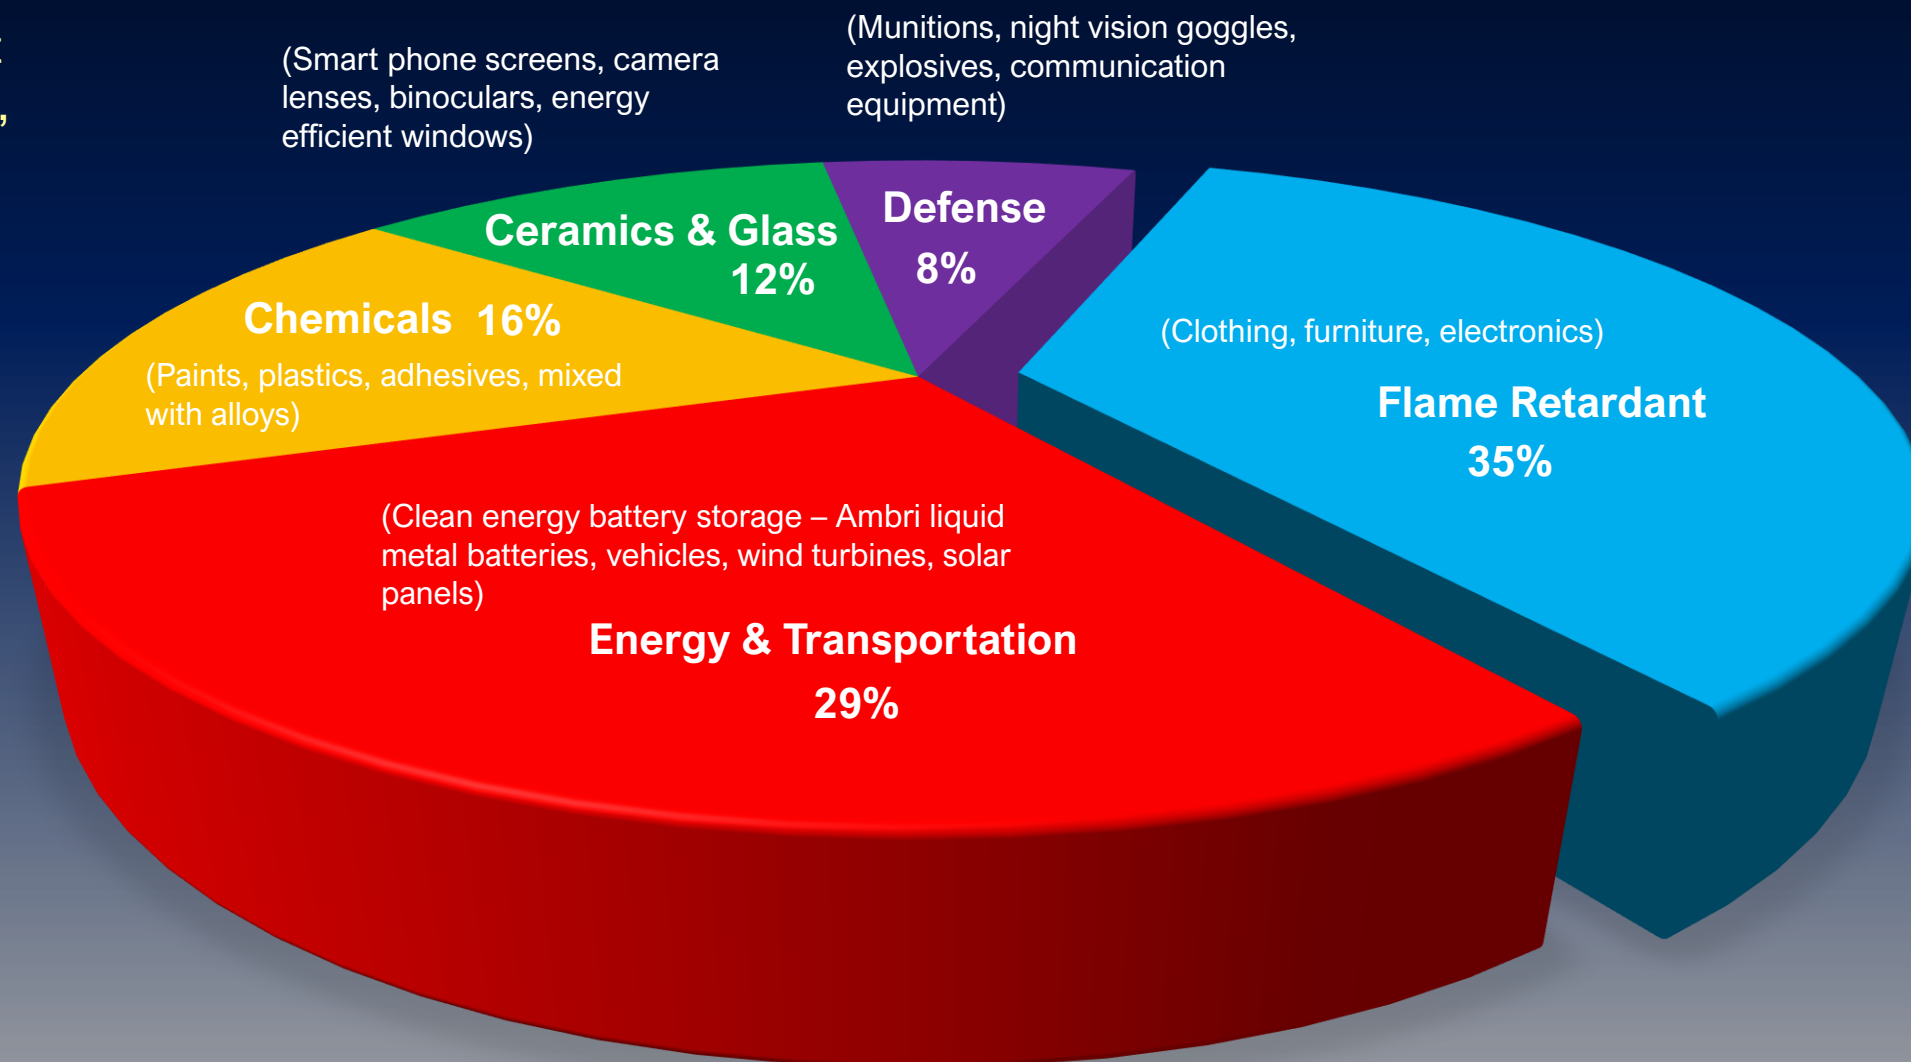 (Smart phone screens, camera
lenses, binoculars, energy
efficient windows)
(Munitions, night vision goggles,
explosives, communication
equipment)
Defense
8%
Ceramics & Glass
12%
Chemicals 16%
(Paints, plastics, adhesives, mixed
with alloys)
(Clothing, furniture, electronics)
Flame Retardant
35%
(Clean energy battery storage – Ambri liquid
metal batteries, vehicles, wind turbines, solar
panels)
Energy & Transportation
29%